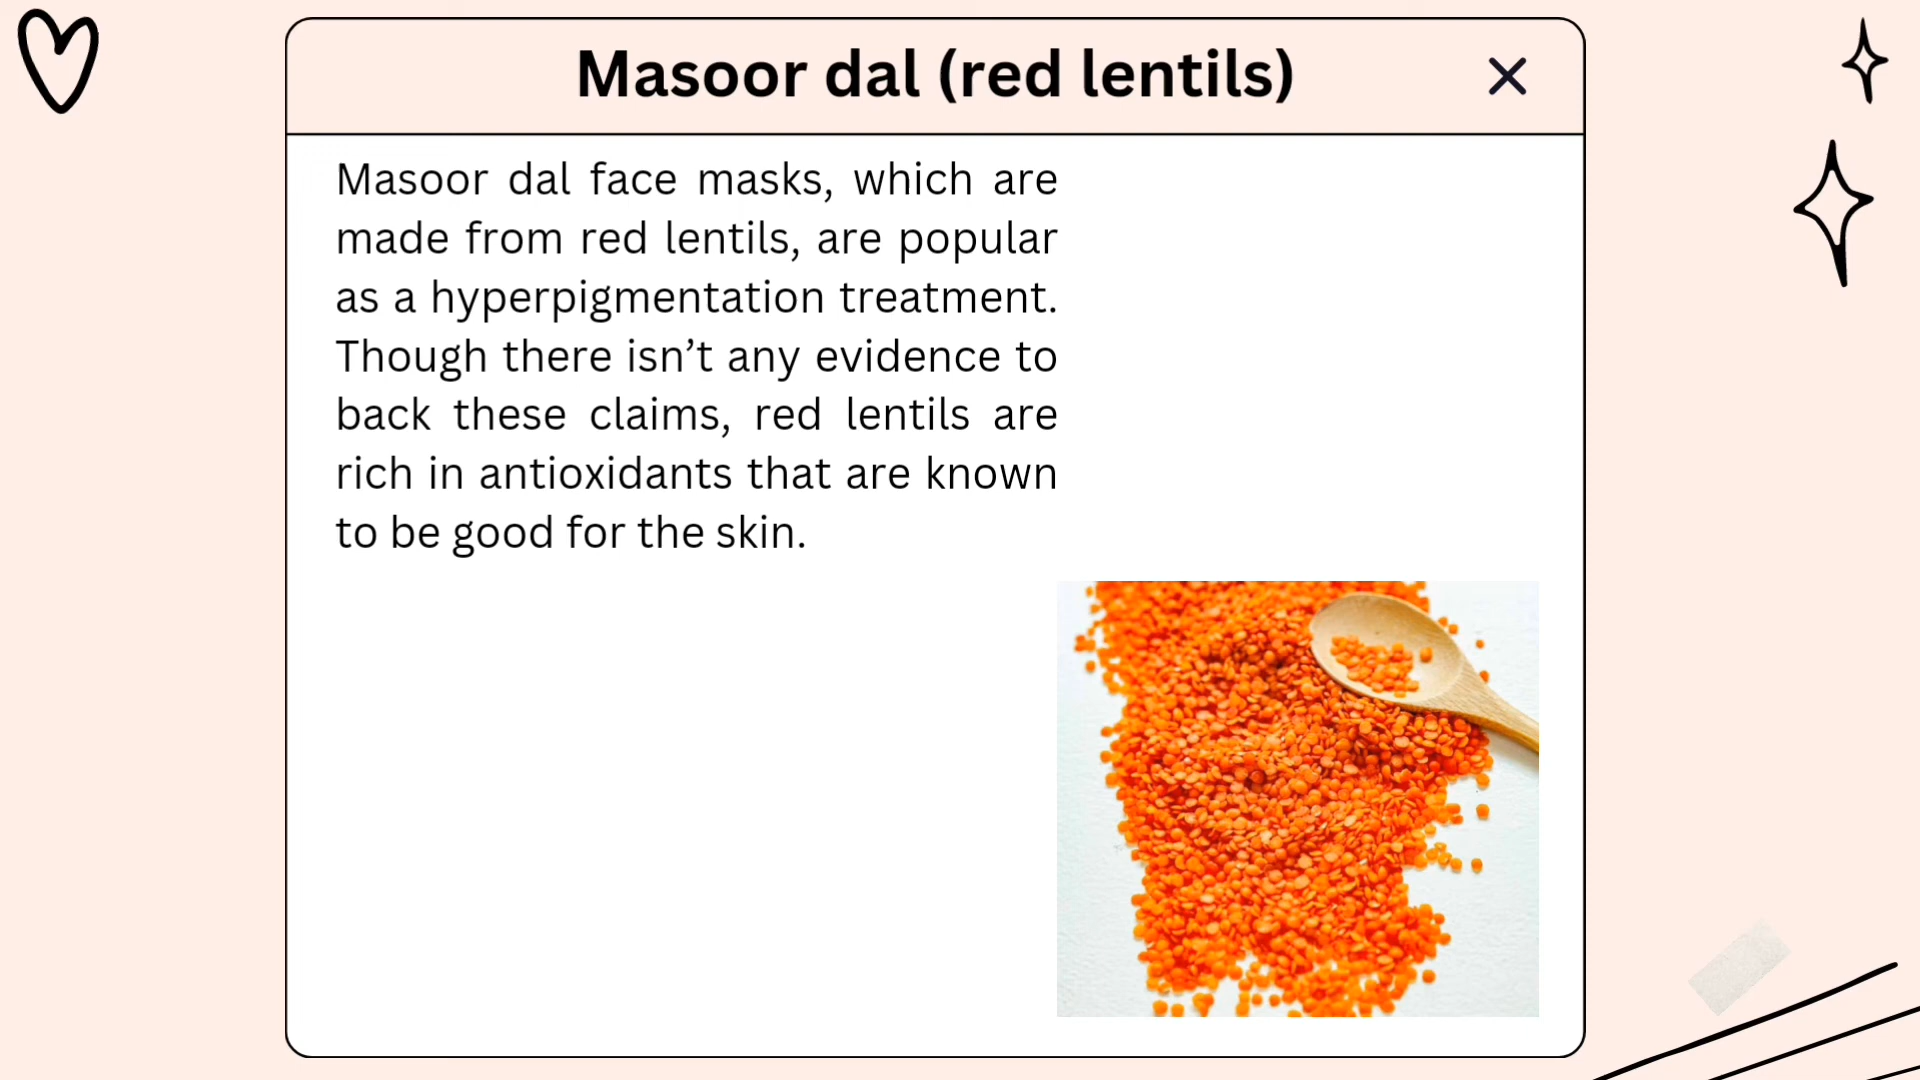 Masoor dal (red lentils)
Masoor dal face masks, which are
made from red lentils, are popular
as a hyperpigmentation treatment.
Though there isn’t any evidence to
back these claims, red lentils are
rich in antioxidants that are known
to be good for the skin.